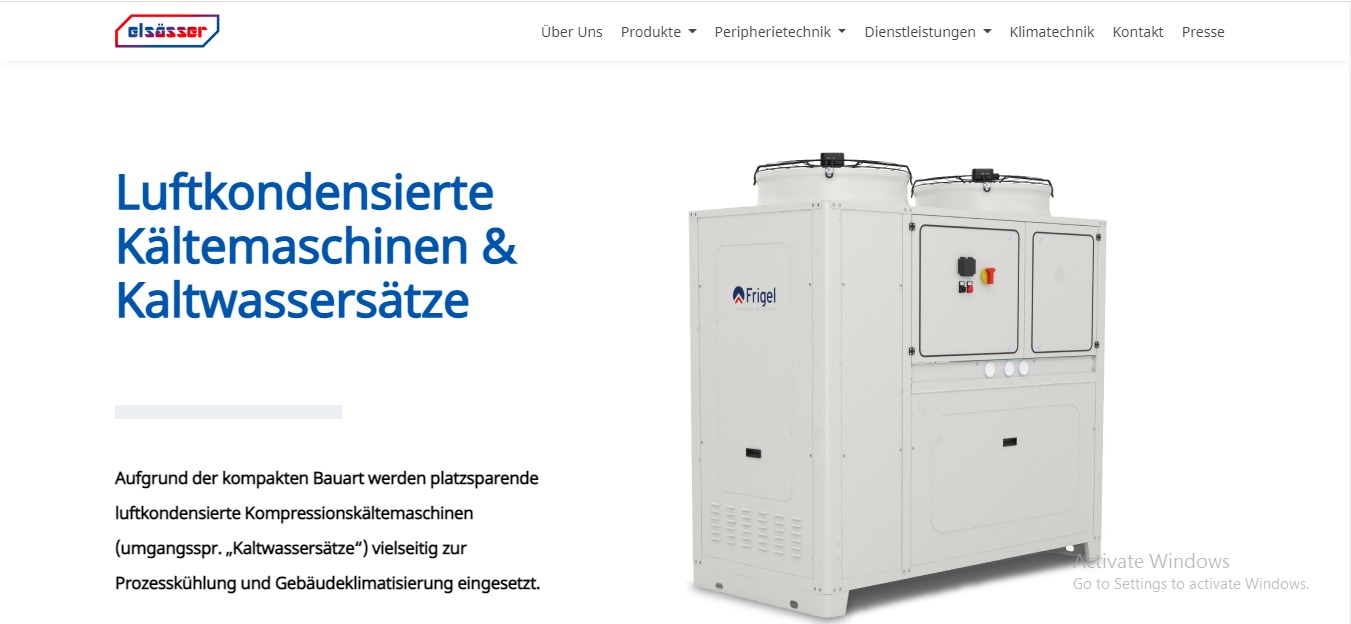 elsässer
Über Uns Produkte Peripherietechnik Dienstleistungen Klimatechnik Kontakt Presse
Luftkondensierte
Kältemaschinen &
Kaltwassersätze
Frigel
Aufgrund der kompakten Bauart werden platzsparende
luftkondensierte Kompressionskältemaschinen
(umgangsspr. „Kaltwassersätze“) vielseitig zur
Prozesskühlung und Gebäudeklimatisierung eingesetzt.
Activate Windows
Go to Settings to activate Windows.